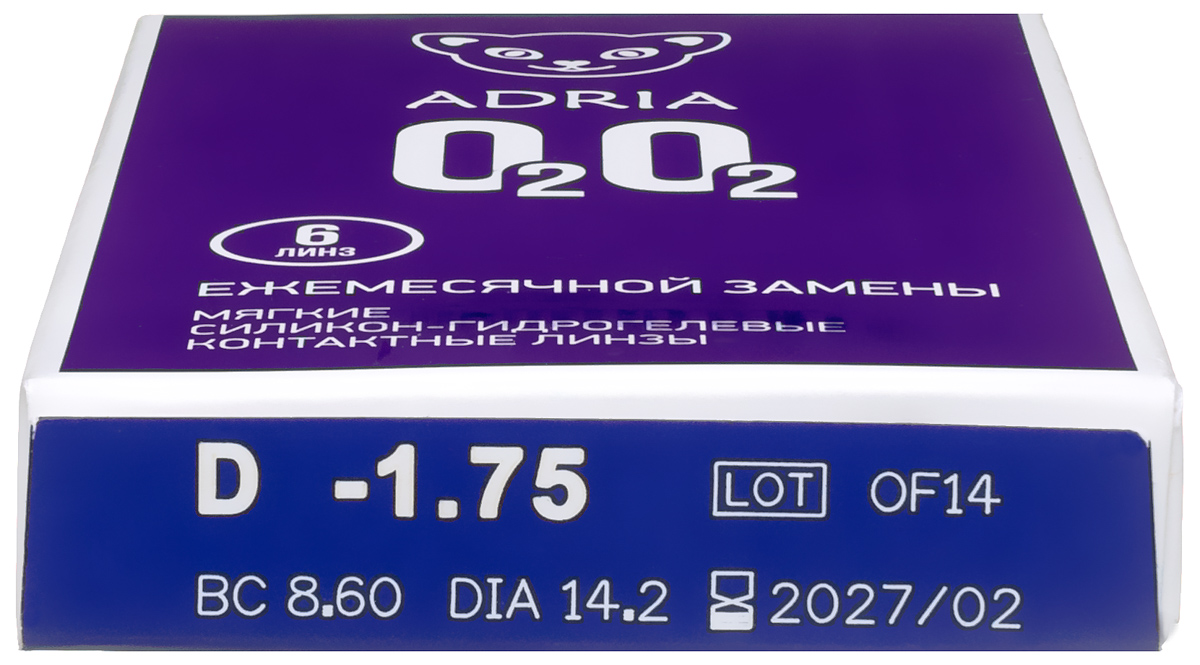 ADRIA
O₂O₂
6
ЛИНЗ
ЕЖЕМЕСЯЧНОЙ ЗАМЕНЫ
МЯГКИЕ
СИЛИКОН-ГИДРОГЕЛЕВЫЕ
КОНТАКТНЫЕ ЛИНЗЫ
D -1.75 LOT OF14
BC 8.60 DIA 14.2 2027/02